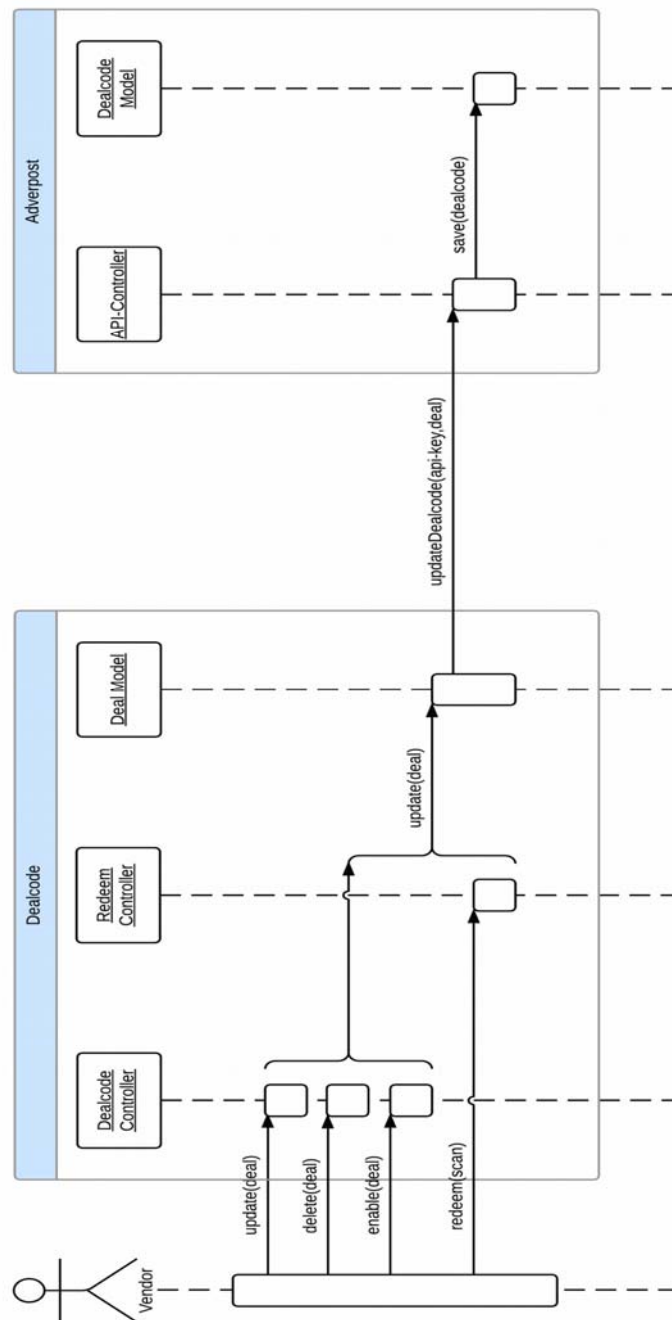 Dealcode
Adverpost
Vendor
Dealcode
Controller
Redeem
Controller
Deal Model
API-Controller
Dealcode
Model
update(deal)
delete(deal)
enable(deal)
redeem(scan)
update(deal)
updateDealcode(api-key,deal)
save(dealcode)